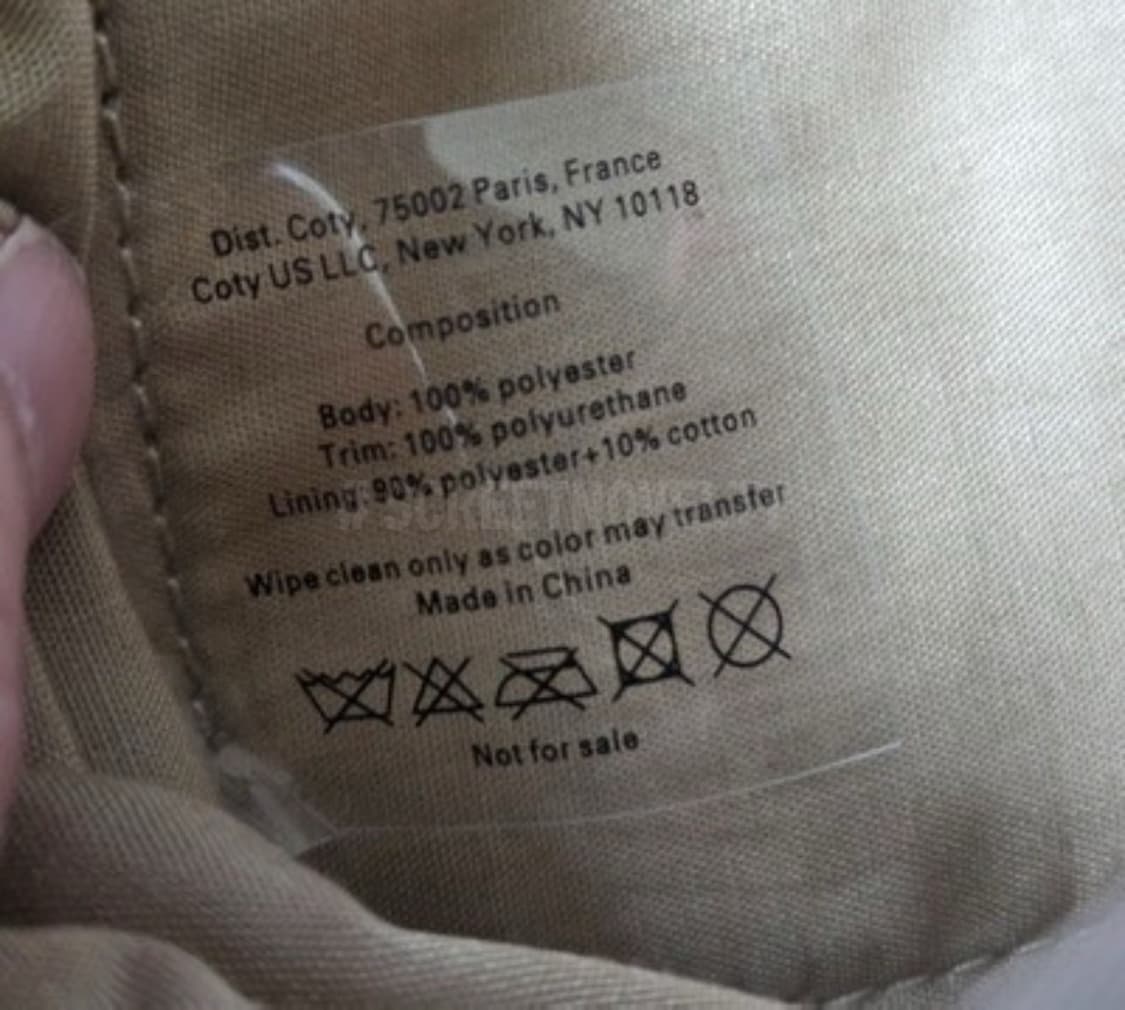 Dist. Coty, 75002 Paris, France
Coty US LLC, New York, NY 10118
Composition
Body: 100% polyester
Trim: 100% polyurethane
Lining: 90% polyester+10% cotton
Wipe clean only as color may transfer
Made in China
Not for sale